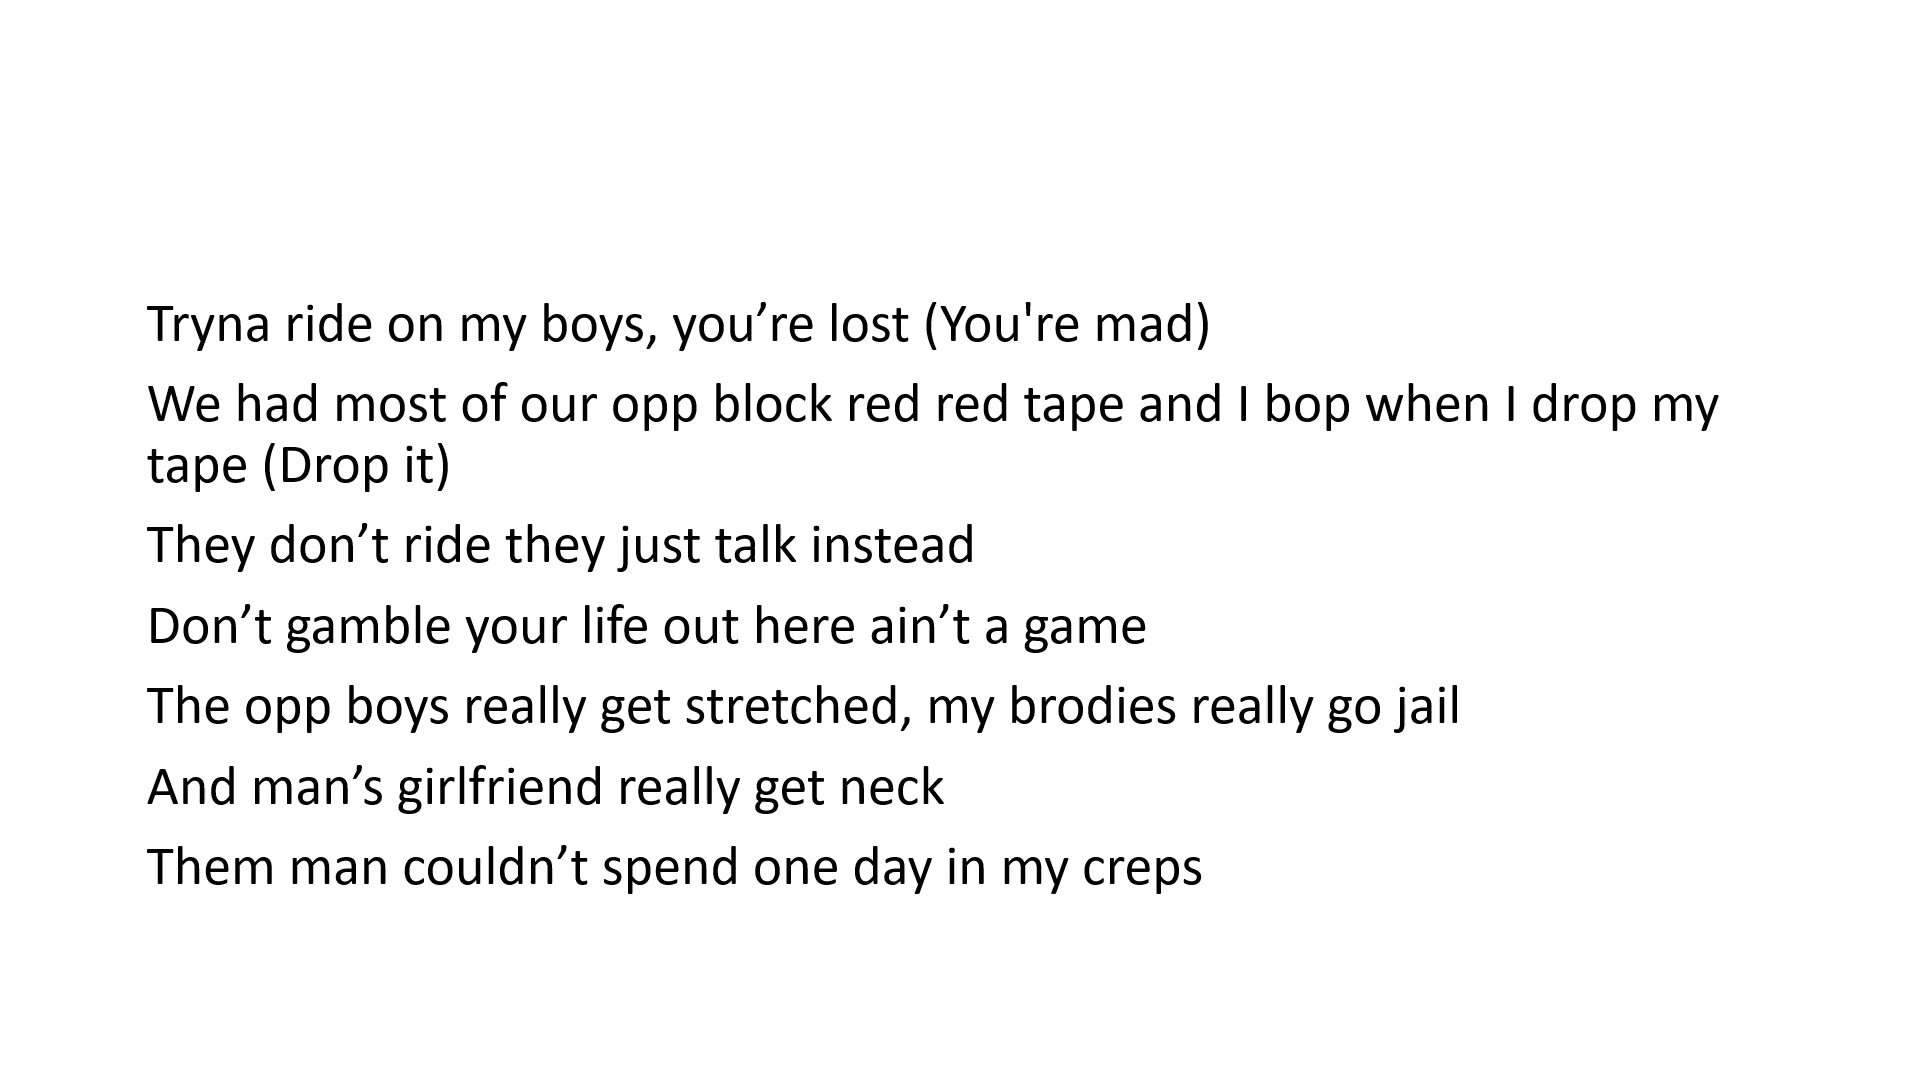 Tryna ride on my boys, you’re lost (You're mad)
We had most of our opp block red red tape and I bop when I drop my
tape (Drop it)
They don’t ride they just talk instead
Don’t gamble your life out here ain’t a game
The opp boys really get stretched, my brodies really go jail
And man’s girlfriend really get neck
Them man couldn’t spend one day in my creps